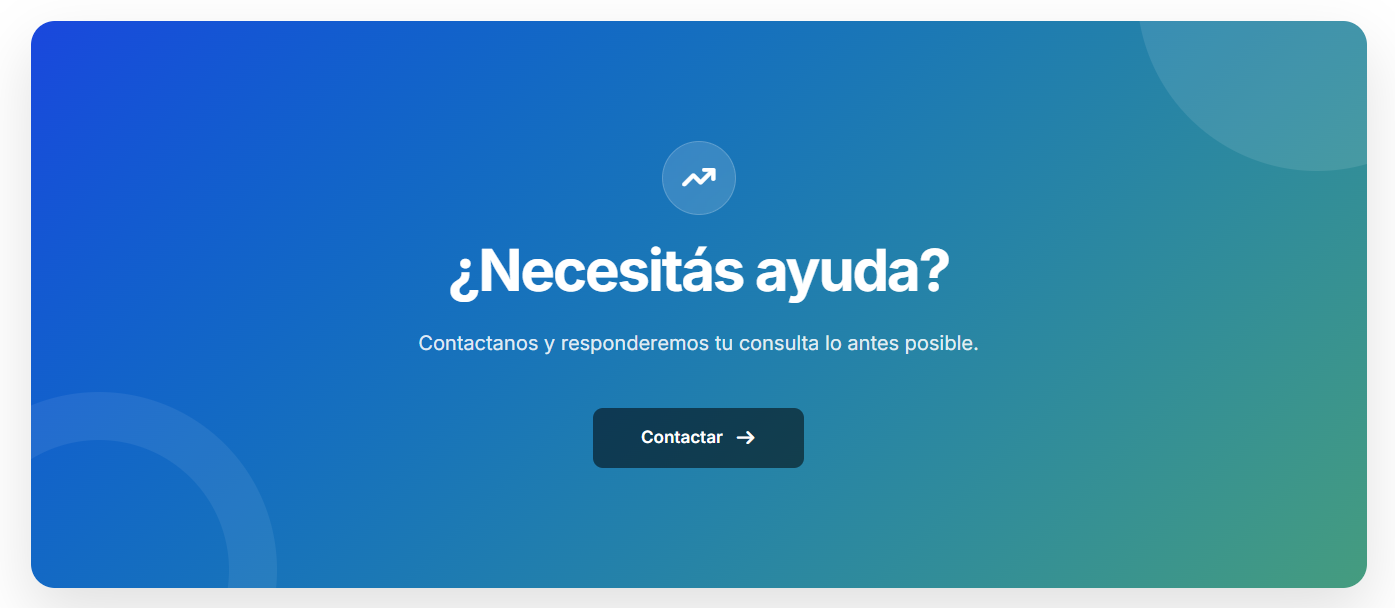 ¿Necesitás ayuda?
Contactanos y responderemos tu consulta lo antes posible.
Contactar